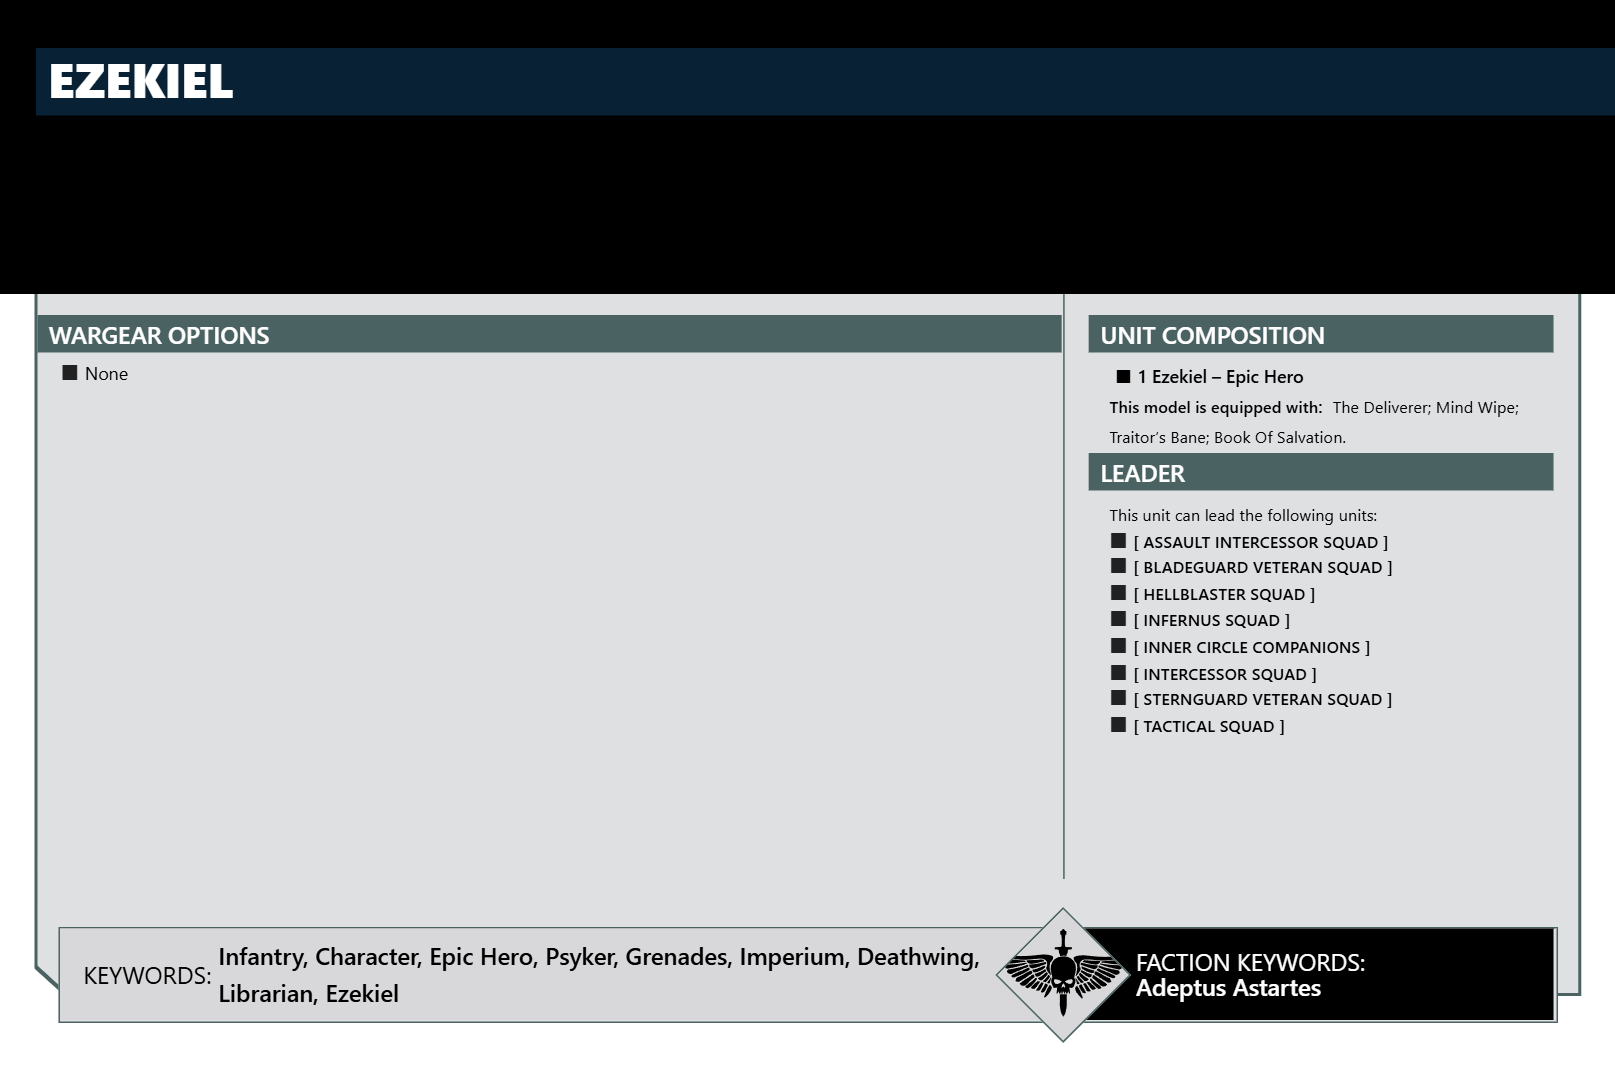 EZEKIEL
WARGEAR OPTIONS
■ None
UNIT COMPOSITION
■ 1 Ezekiel – Epic Hero
This model is equipped with: The Deliverer; Mind Wipe;
Traitor’s Bane; Book Of Salvation.
LEADER
This unit can lead the following units:
■ [ ASSAULT INTERCESSOR SQUAD ]
■ [ BLADEGUARD VETERAN SQUAD ]
■ [ HELLBLASTER SQUAD ]
■ [ INFERNUS SQUAD ]
■ [ INNER CIRCLE COMPANIONS ]
■ [ INTERCESSOR SQUAD ]
■ [ STERNGUARD VETERAN SQUAD ]
■ [ TACTICAL SQUAD ]
KEYWORDS: Infantry, Character, Epic Hero, Psyker, Grenades, Imperium, Deathwing,
Librarian, Ezekiel
FACTION KEYWORDS:
Adeptus Astartes